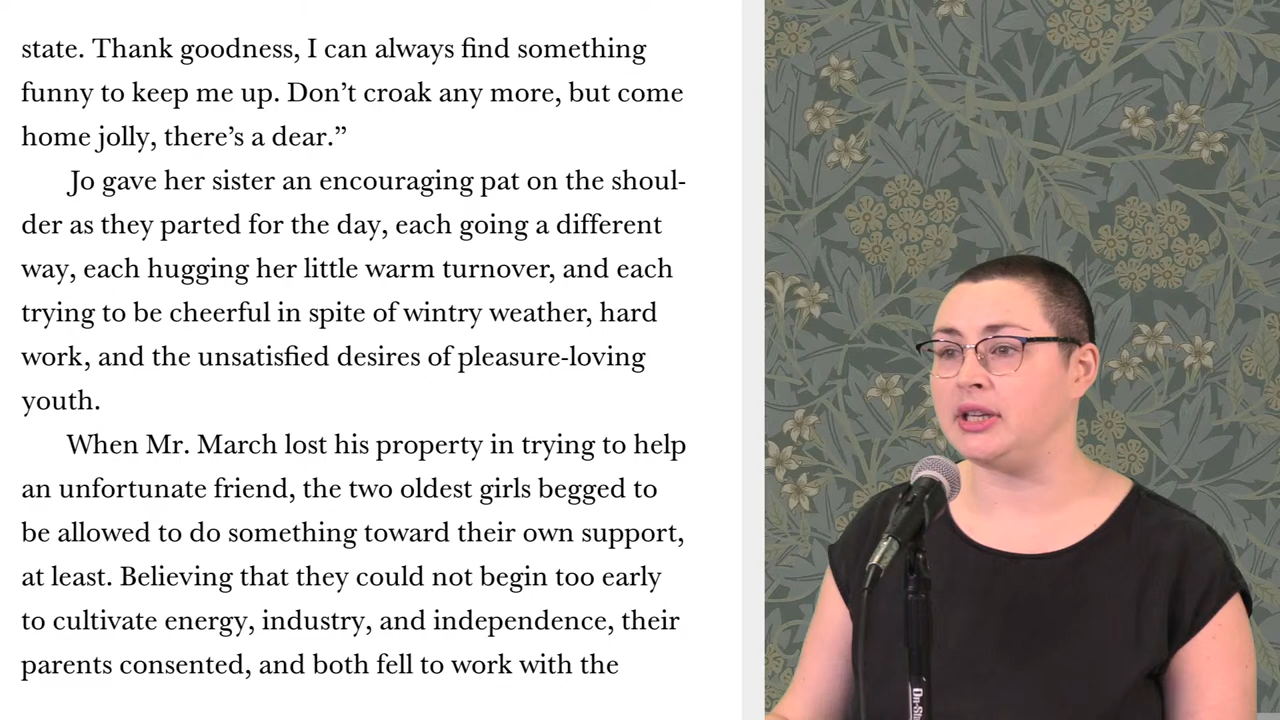 state. Thank goodness, I can always find something
funny to keep me up. Don’t croak any more, but come
home jolly, there’s a dear.”
Jo gave her sister an encouraging pat on the shoul-
der as they parted for the day, each going a different
way, each hugging her little warm turnover, and each
trying to be cheerful in spite of wintry weather, hard
work, and the unsatisfied desires of pleasure-loving
youth.
When Mr. March lost his property in trying to help
an unfortunate friend, the two oldest girls begged to
be allowed to do something toward their own support,
at least. Believing that they could not begin too early
to cultivate energy, industry, and independence, their
parents consented, and both fell to work with the